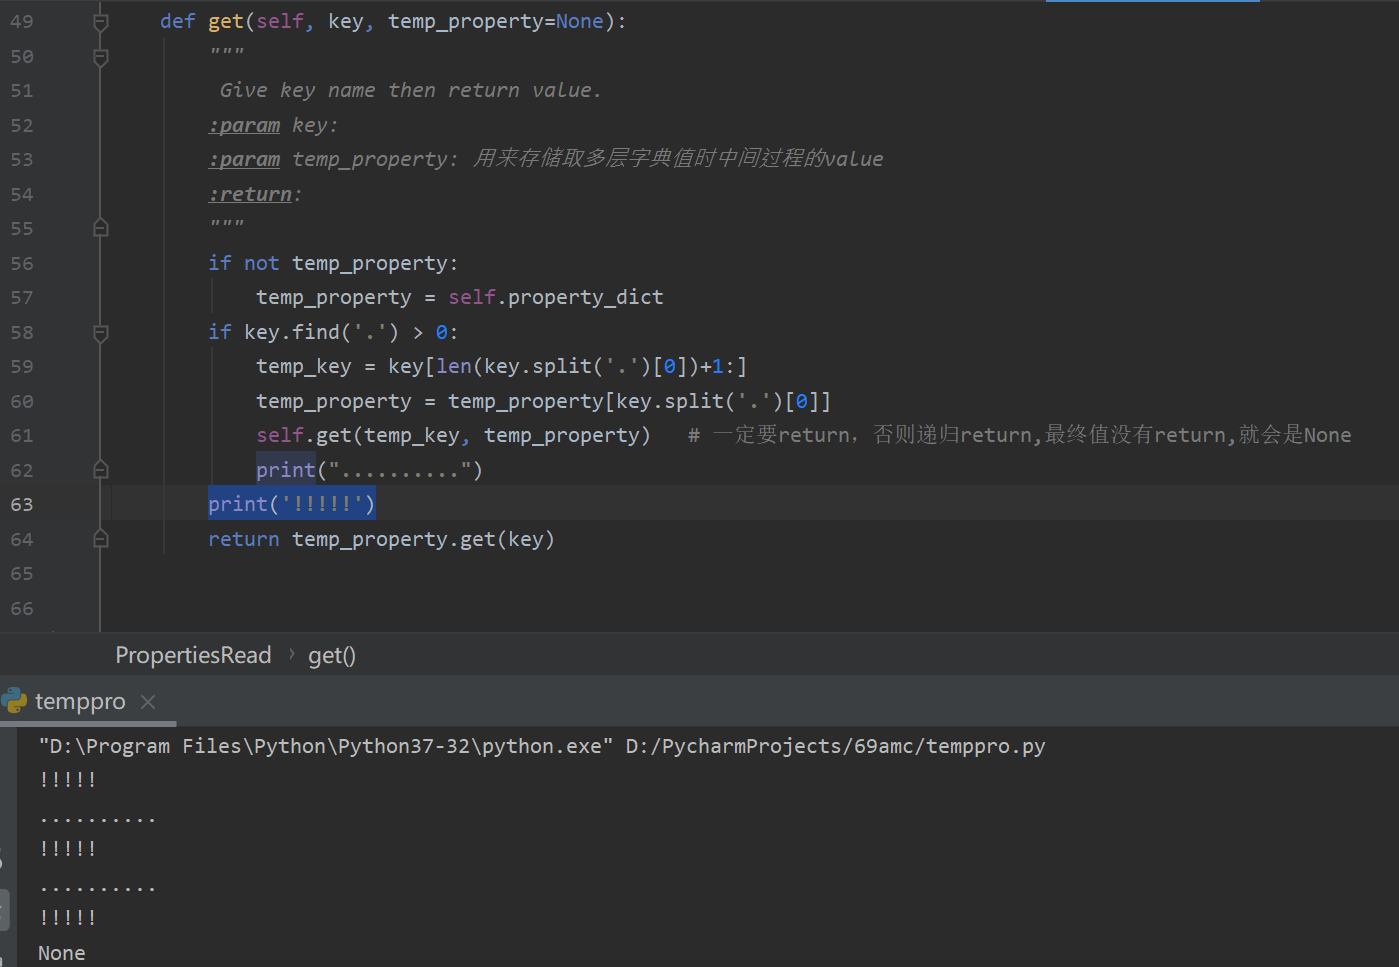 49 def get(self, key, temp_property=None):
50 """
51 Give key name then return value.
52 :param key:
53 :param temp_property: 用来存储取多层字典值时中间过程的value
54 :return:
55 """
56 if not temp_property:
57 temp_property = self.property_dict
58 if key.find('.') > 0:
59 temp_key = key[len(key.split('.')[0])+1:]
60 temp_property = temp_property[key.split('.')[0]]
61 self.get(temp_key, temp_property) # 一定要return，否则递归return,最终值没有return,就会是None
62 print("..........")
63 print('!!!!!')
64 return temp_property.get(key)
65
66
PropertiesRead › get()
temppro ×
"D:\Program Files\Python\Python37-32\python.exe" D:/PycharmProjects/69amc/temppro.py
!!!!!
..........
!!!!!
..........
!!!!!
None